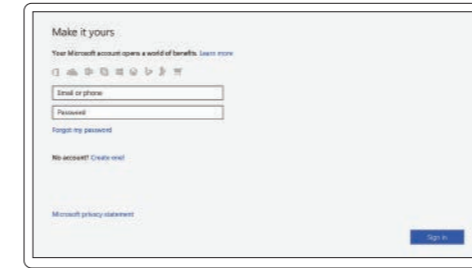 Make it yours
Your Microsoft account opens a world of benefits. Learn more
Email or phone
Password
Forgot my password
No account? Create one!
Microsoft privacy statement
Sign in